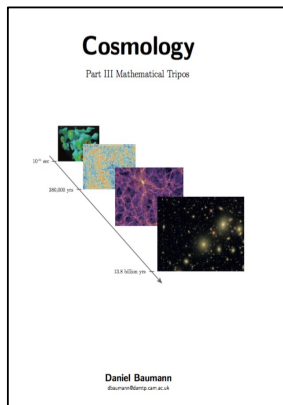 Cosmology
Part III Mathematical Tripos
380,000 yrs
13.8 billion yrs
Daniel Baumann
dbaumann@damtp.cam.ac.uk